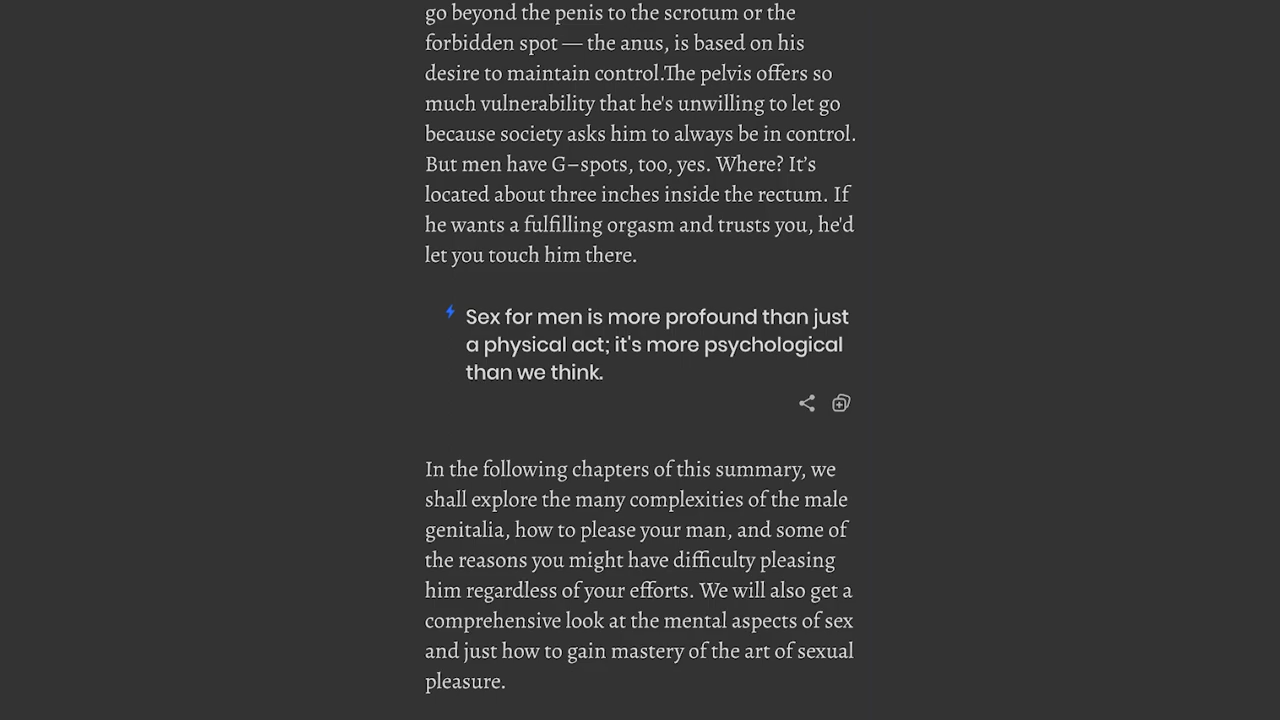 go beyond the penis to the scrotum or the
forbidden spot — the anus, is based on his
desire to maintain control.The pelvis offers so
much vulnerability that he's unwilling to let go
because society asks him to always be in control.
But men have G–spots, too, yes. Where? It’s
located about three inches inside the rectum. If
he wants a fulfilling orgasm and trusts you, he'd
let you touch him there.
Sex for men is more profound than just
a physical act; it's more psychological
than we think.
In the following chapters of this summary, we
shall explore the many complexities of the male
genitalia, how to please your man, and some of
the reasons you might have difficulty pleasing
him regardless of your efforts. We will also get a
comprehensive look at the mental aspects of sex
and just how to gain mastery of the art of sexual
pleasure.